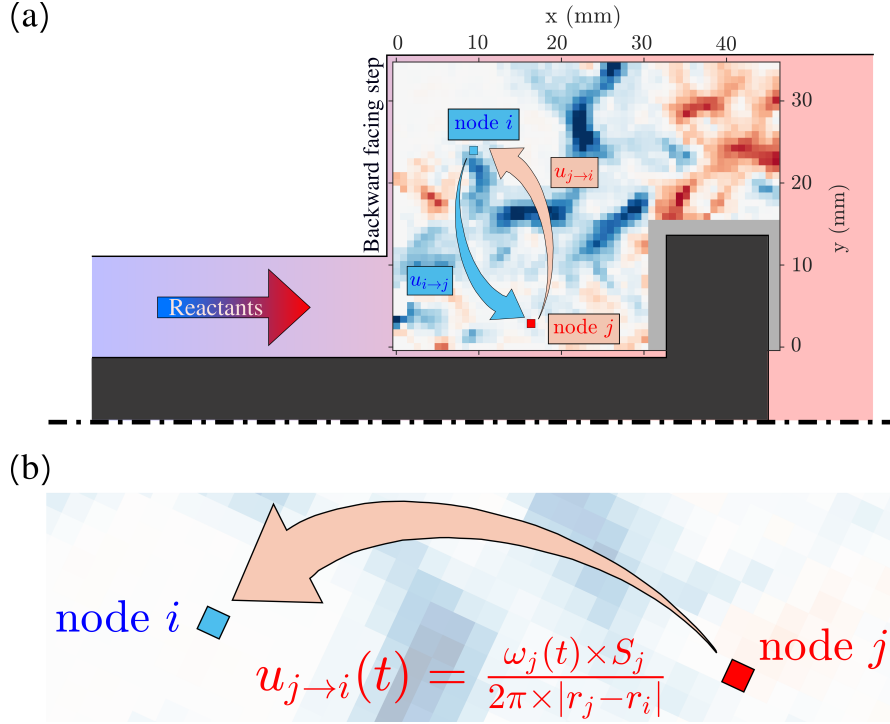 (a)
x (mm)
0 10 20 30 40
Backward facing step
node i
u_{j→i}
30
20
y (mm)
10
0
u_{i→j}
Reactants
node j
(b)
node i
node j
u_{j→i}(t) = \frac{ω_j(t)×S_j}{2π×|r_j−r_i|}